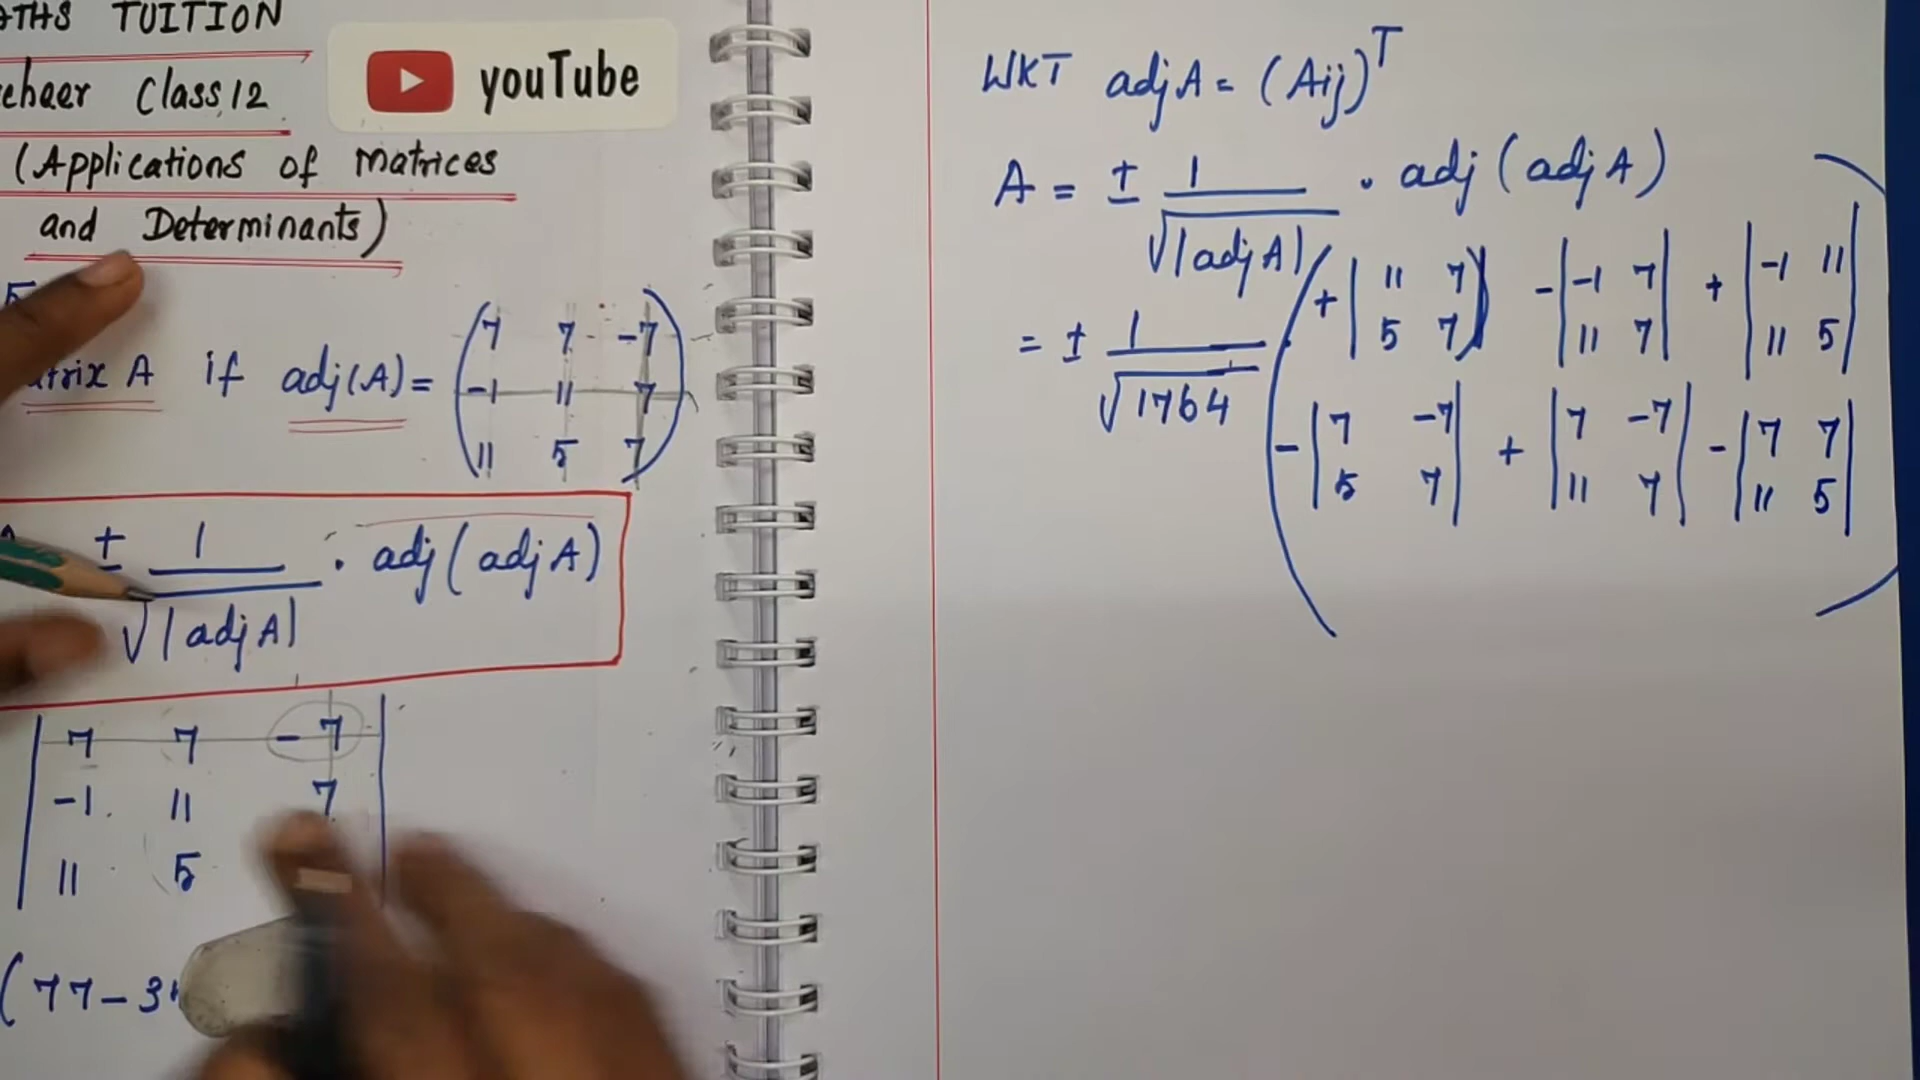 THS TUITION
cheer Class 12
(Applications of Matrices
and Determinants)
youTube
5
matrix A if adj(A) = ( 7 7 -7
-1 11 7
11 5 7 )
± 1 / √|adj A| . adj (adj A)
| 7 7 -7
-1 11 7
11 5 |
(77-3
WKT adj A = (Aij)^T
A = ± 1 / √|adj A| . adj (adj A)
= ± 1 / √1764 . ( + | 11 7 | - | -1 7 | + | -1 11 |
| 5 7 | | 11 7 | | 11 5 |
- | 7 -7 | + | 7 -7 | - | 7 7 |
| 5 7 | | 11 7 | | 11 5 | )